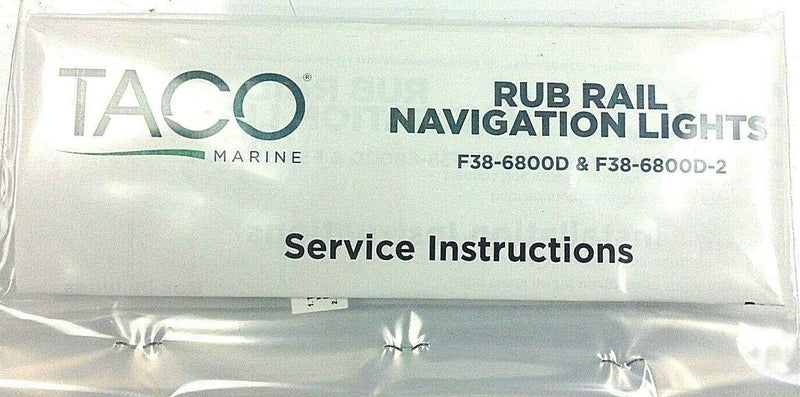 TACO®
MARINE
RUB RAIL
NAVIGATION LIGHTS
F38-6800D & F38-6800D-2
Service Instructions